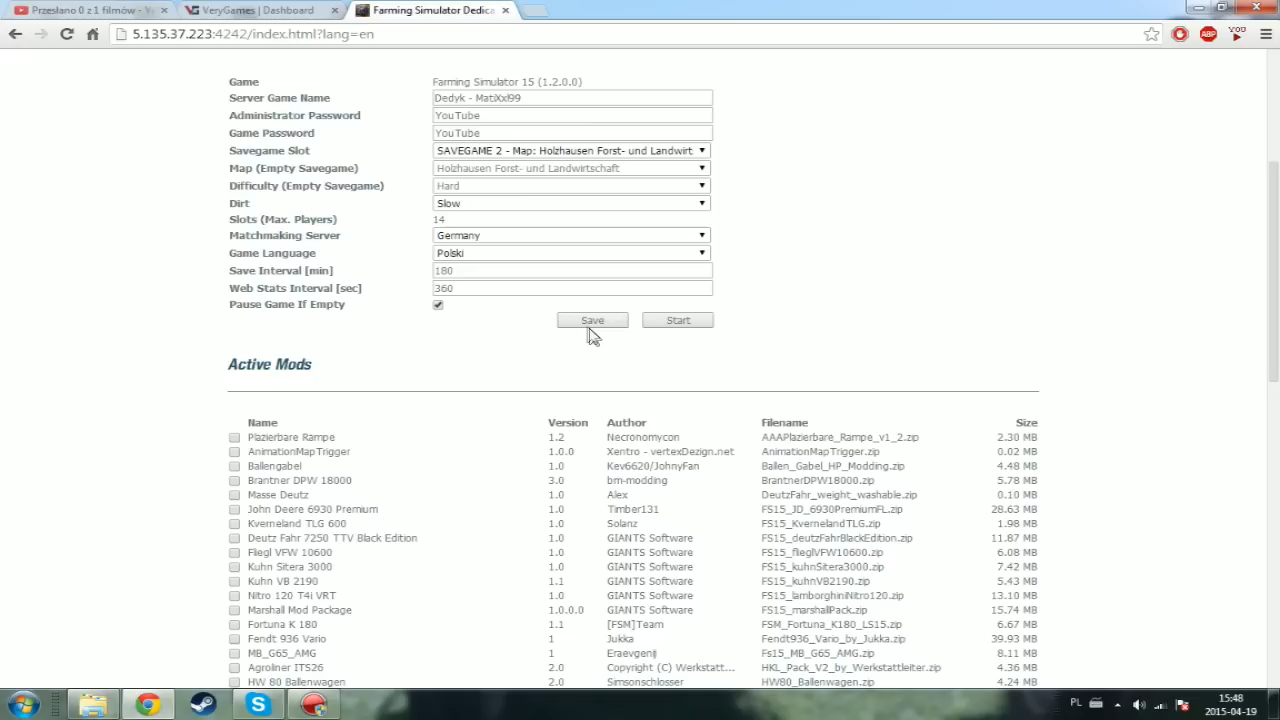 Przesłano 0 z 1 filmów - Y
VeryGames | Dashboard
Farming Simulator Dedica
5.135.37.223:4242/index.html?lang=en
ABP
YOU
Game Farming Simulator 15 (1.2.0.0)
Server Game Name Dedyk - MatiXxl99
Administrator Password YouTube
Game Password YouTube
Savegame Slot SAVEGAME 2 - Map: Holzhausen Forst- und Landwirt
Map (Empty Savegame) Holzhausen Forst- und Landwirtschaft
Difficulty (Empty Savegame) Hard
Dirt Slow
Slots (Max. Players) 14
Matchmaking Server Germany
Game Language Polski
Save Interval [min] 180
Web Stats Interval [sec] 360
Pause Game If Empty
Save Start
Active Mods
Name Version Author Filename Size
Plazierbare Rampe 1.2 Necronomycon AAAPlazierbare_Rampe_v1_2.zip 2.30 MB
AnimationMapTrigger 1.0.0 Xentro - vertexDezign.net AnimationMapTrigger.zip 0.02 MB
Ballengabel 1.0 Kev6620/JohnyFan Ballen_Gabel_HP_Modding.zip 4.48 MB
Brantner DPW 18000 3.0 bm-modding BrantnerDPW18000.zip 5.78 MB
Masse Deutz 1.0 Alex DeutzFahr_weight_washable.zip 0.10 MB
John Deere 6930 Premium 1.0 Timber131 FS15_JD_6930PremiumFL.zip 28.63 MB
Kverneland TLG 600 1.0 Solanz FS15_KvernelandTLG.zip 1.98 MB
Deutz Fahr 7250 TTV Black Edition 1.0 GIANTS Software FS15_deutzFahrBlackEdition.zip 11.87 MB
Fliegl VFW 10600 1.0 GIANTS Software FS15_flieglVFW10600.zip 6.08 MB
Kuhn Sitera 3000 1.0 GIANTS Software FS15_kuhnSitera3000.zip 7.42 MB
Kuhn VB 2190 1.1 GIANTS Software FS15_kuhnVB2190.zip 5.43 MB
Nitro 120 T4i VRT 1.0 GIANTS Software FS15_lamborghiniNitro120.zip 13.10 MB
Marshall Mod Package 1.0.0.0 GIANTS Software FS15_marshallPack.zip 15.74 MB
Fortuna K 180 1.1 [FSM]Team FSM_Fortuna_K180_LS15.zip 6.67 MB
Fendt 936 Vario 1 Jukka Fendt936_Vario_by_Jukka.zip 39.93 MB
MB_G65_AMG 1 Eraevgenij Fs15_MB_G65_AMG.zip 8.11 MB
Agroliner ITS26 2.0 Copyright (C) Werkstatt... HKL_Pack_V2_by_Werkstattleiter.zip 4.36 MB
HW 80 Ballenwagen 2.0 Simsonschlosser HW80_Ballenwagen.zip 4.24 MB
PL
15:48
2015-04-19